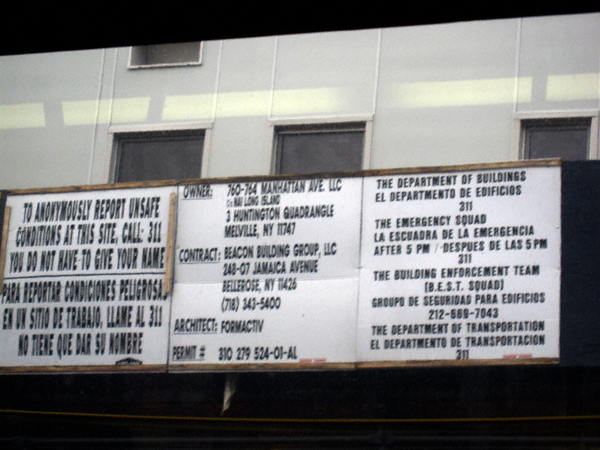 TO ANONYMOUSLY REPORT UNSAFE
CONDITIONS AT THIS SITE, CALL: 311
YOU DO NOT HAVE TO GIVE YOUR NAME
PARA REPORTAR CONDICIONES PELIGROSAS
EN UN SITIO DE TRABAJO, LLAME AL 311
NO TIENE QUE DAR SU NOMBRE
OWNER: 760-764 MANHATTAN AVE. LLC
C/O NAI LONG ISLAND
3 HUNTINGTON QUADRANGLE
MELVILLE, NY 11747
CONTRACT: BEACON BUILDING GROUP, LLC
248-07 JAMAICA AVENUE
BELLEROSE, NY 11426
(718) 343-5400
ARCHITECT: FORMACTIV
PERMIT # 310 279 524-01-AL
THE DEPARTMENT OF BUILDINGS
EL DEPARTMENTO DE EDIFICIOS
311
THE EMERGENCY SQUAD
LA ESCUADRA DE LA EMERGENCIA
AFTER 5 PM / DESPUES DE LAS 5 PM
311
THE BUILDING ENFORCEMENT TEAM
(B.E.S.T. SQUAD)
GROUPO DE SEGURIDAD PARA EDIFICIOS
212-669-7043
THE DEPARTMENT OF TRANSPORTATION
EL DEPARTMENTO DE TRANSPORTACION
311